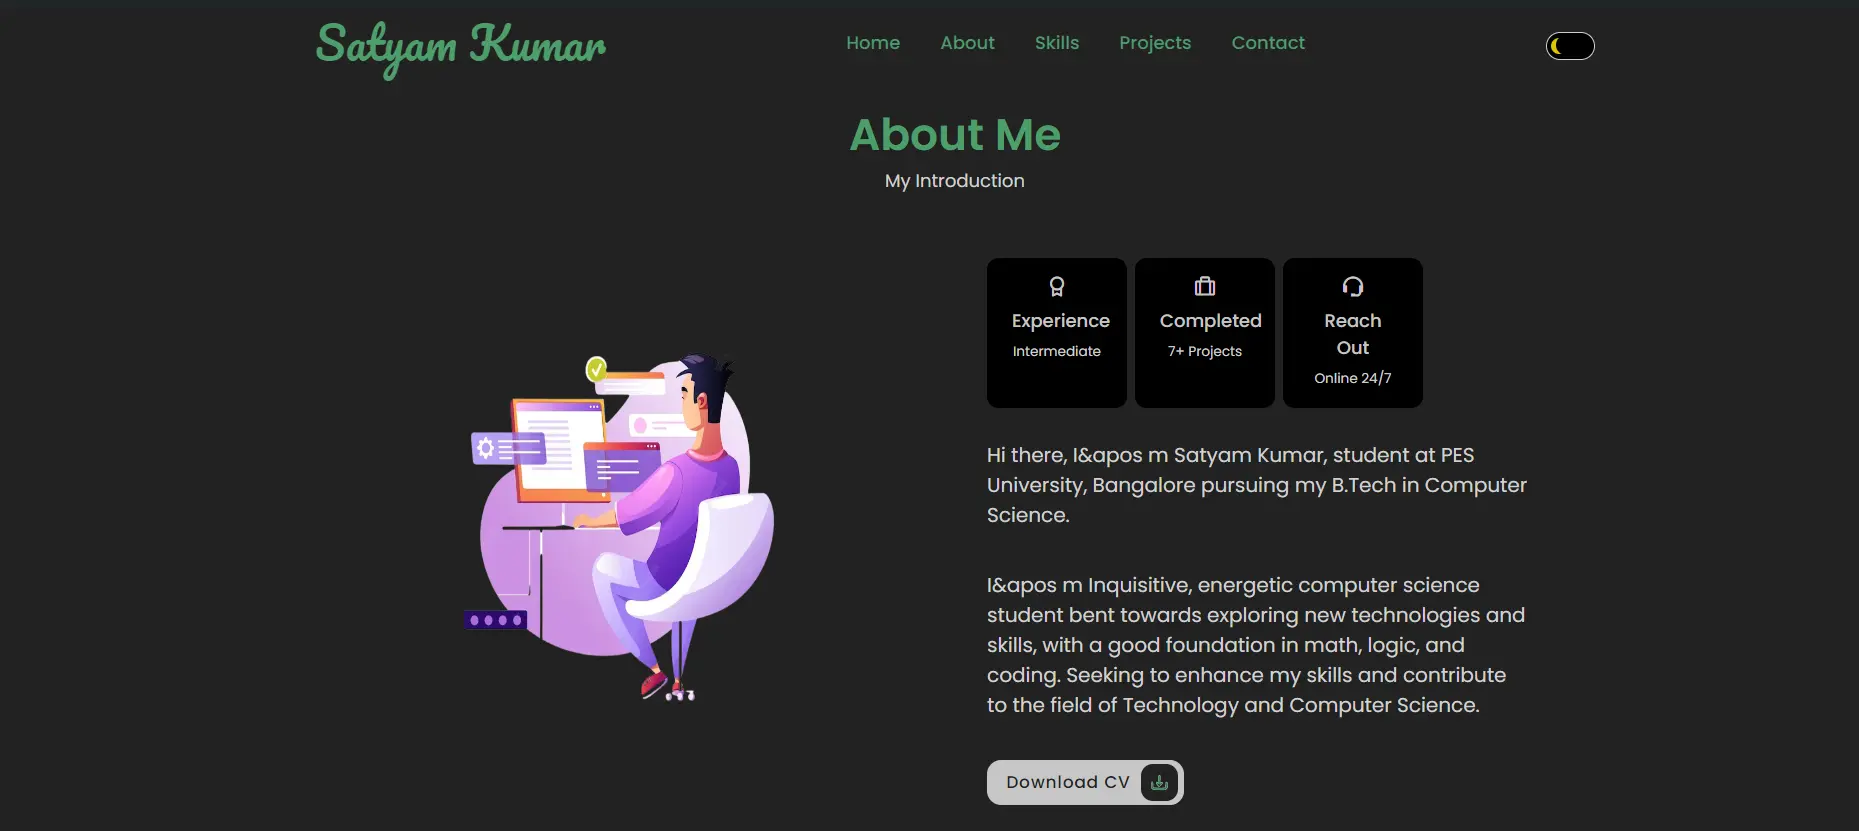 Satyam Kumar
Home
About
Skills
Projects
Contact
About Me
My Introduction
Experience
Intermediate
Completed
7+ Projects
Reach
Out
Online 24/7
Hi there, I&apos m Satyam Kumar, student at PES
University, Bangalore pursuing my B.Tech in Computer
Science.
I&apos m Inquisitive, energetic computer science
student bent towards exploring new technologies and
skills, with a good foundation in math, logic, and
coding. Seeking to enhance my skills and contribute
to the field of Technology and Computer Science.
Download CV